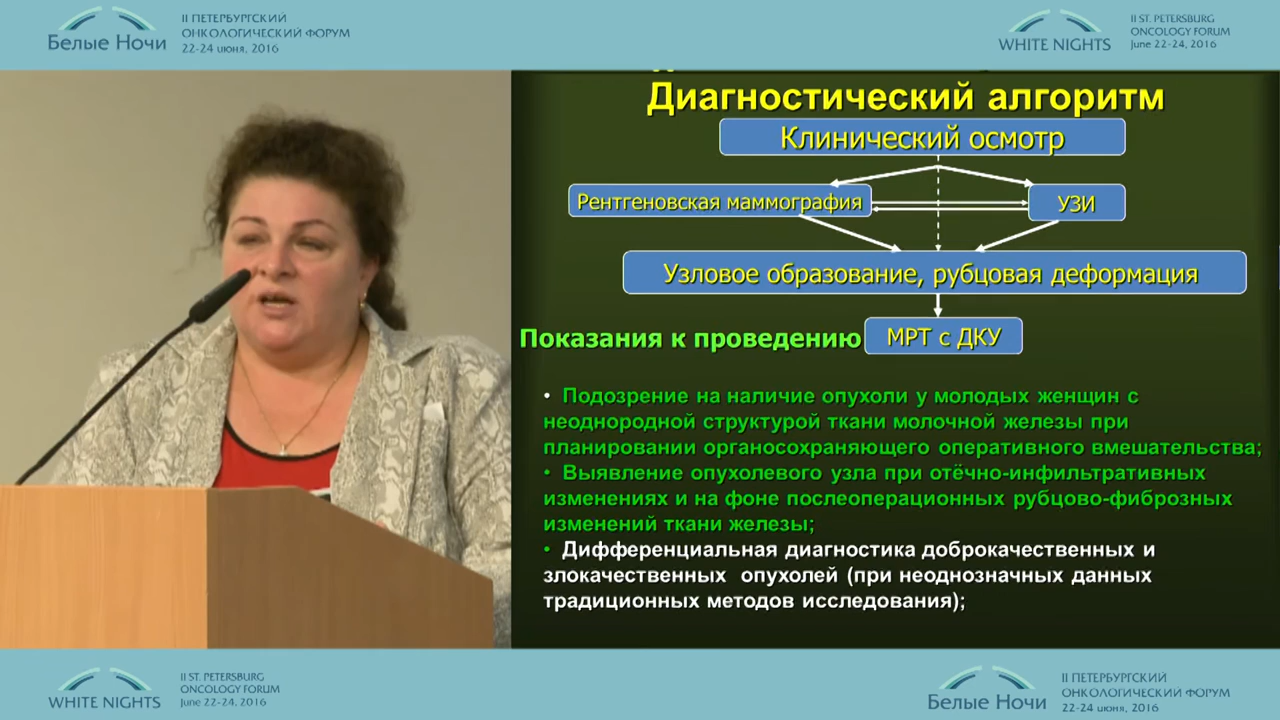 Белые Ночи
II ПЕТЕРБУРГСКИЙ
ОНКОЛОГИЧЕСКИЙ ФОРУМ
22-24 июня, 2016
WHITE NIGHTS
II ST. PETERSBURG
ONCOLOGY FORUM
June 22-24, 2016
Диагностический алгоритм
Клинический осмотр
Рентгеновская маммография
УЗИ
Узловое образование, рубцовая деформация
Показания к проведению МРТ с ДКУ
• Подозрение на наличие опухоли у молодых женщин с
неоднородной структурой ткани молочной железы при
планировании органосохраняющего оперативного вмешательства;
• Выявление опухолевого узла при отёчно-инфильтративных
изменениях и на фоне послеоперационных рубцово-фиброзных
изменений ткани железы;
• Дифференциальная диагностика доброкачественных и
злокачественных опухолей (при неоднозначных данных
традиционных методов исследования);
WHITE NIGHTS
II ST. PETERSBURG
ONCOLOGY FORUM
June 22-24, 2016
Белые Ночи
II ПЕТЕРБУРГСКИЙ
ОНКОЛОГИЧЕСКИЙ ФОРУМ
22-24 июня, 2016